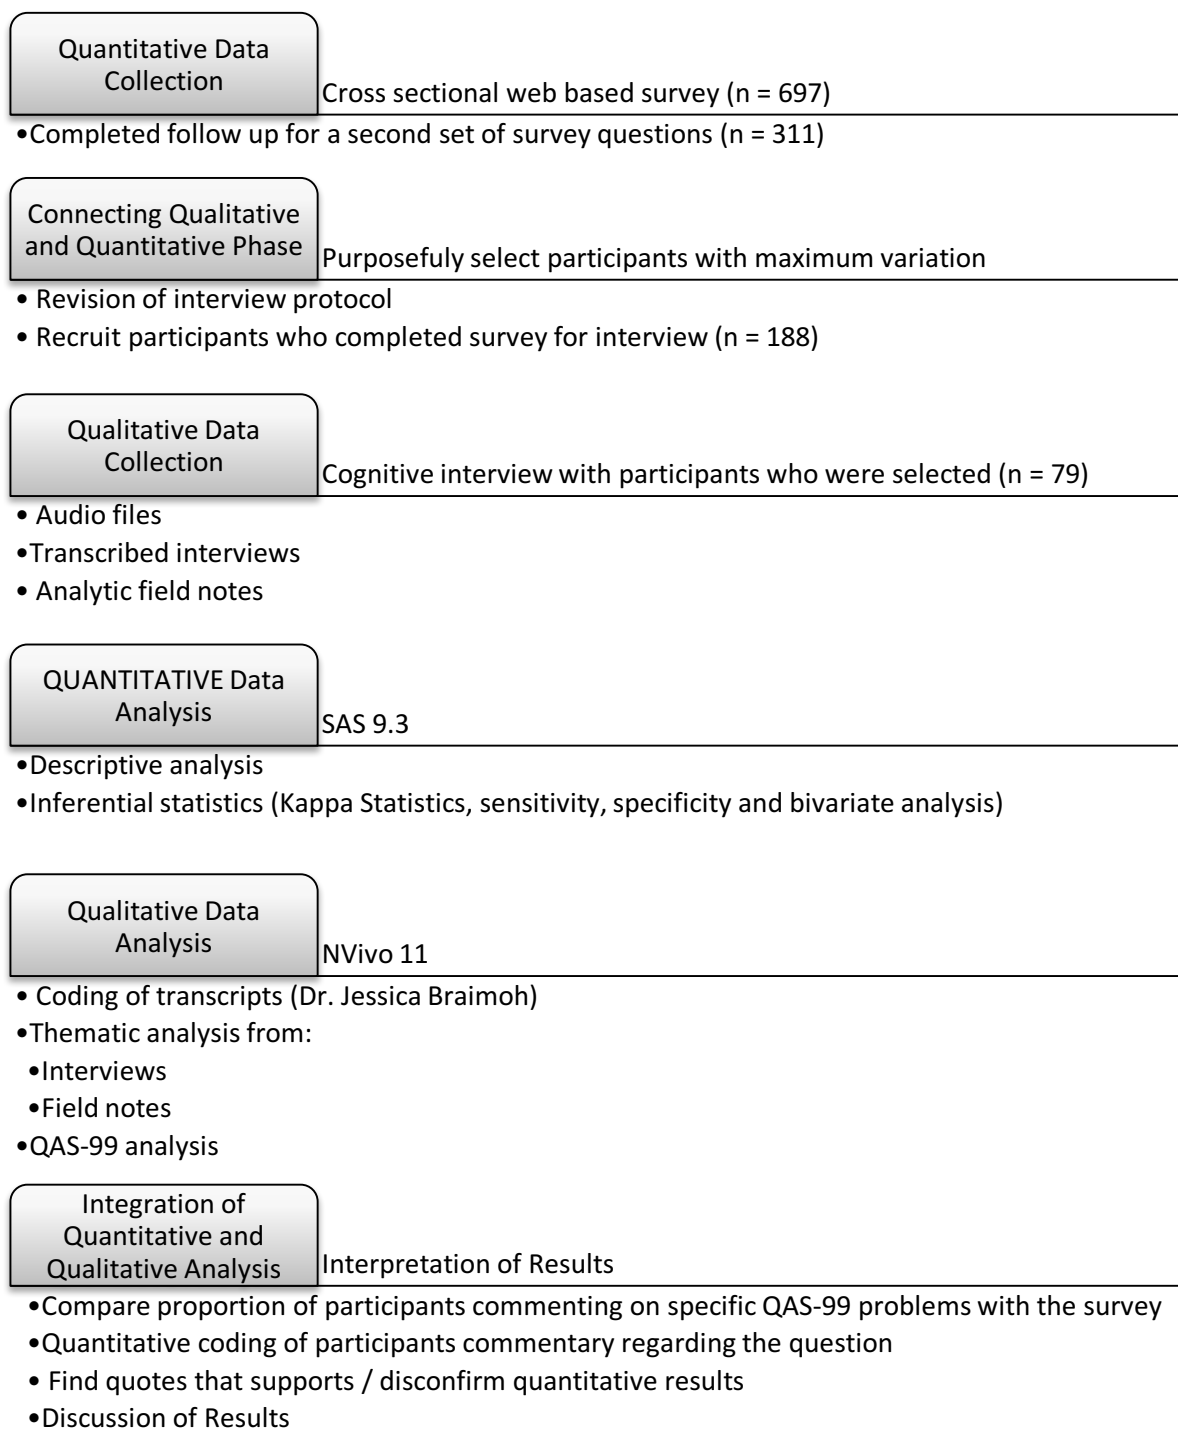 Quantitative Data
Collection
Cross sectional web based survey (n = 697)
•Completed follow up for a second set of survey questions (n = 311)
Connecting Qualitative
and Quantitative Phase
Purposefuly select participants with maximum variation
• Revision of interview protocol
• Recruit participants who completed survey for interview (n = 188)
Qualitative Data
Collection
Cognitive interview with participants who were selected (n = 79)
• Audio files
•Transcribed interviews
• Analytic field notes
QUANTITATIVE Data
Analysis
SAS 9.3
•Descriptive analysis
•Inferential statistics (Kappa Statistics, sensitivity, specificity and bivariate analysis)
Qualitative Data
Analysis
NVivo 11
• Coding of transcripts (Dr. Jessica Braimoh)
•Thematic analysis from:
•Interviews
•Field notes
•QAS-99 analysis
Integration of
Quantitative and
Qualitative Analysis
Interpretation of Results
•Compare proportion of participants commenting on specific QAS-99 problems with the survey
•Quantitative coding of participants commentary regarding the question
• Find quotes that supports / disconfirm quantitative results
•Discussion of Results